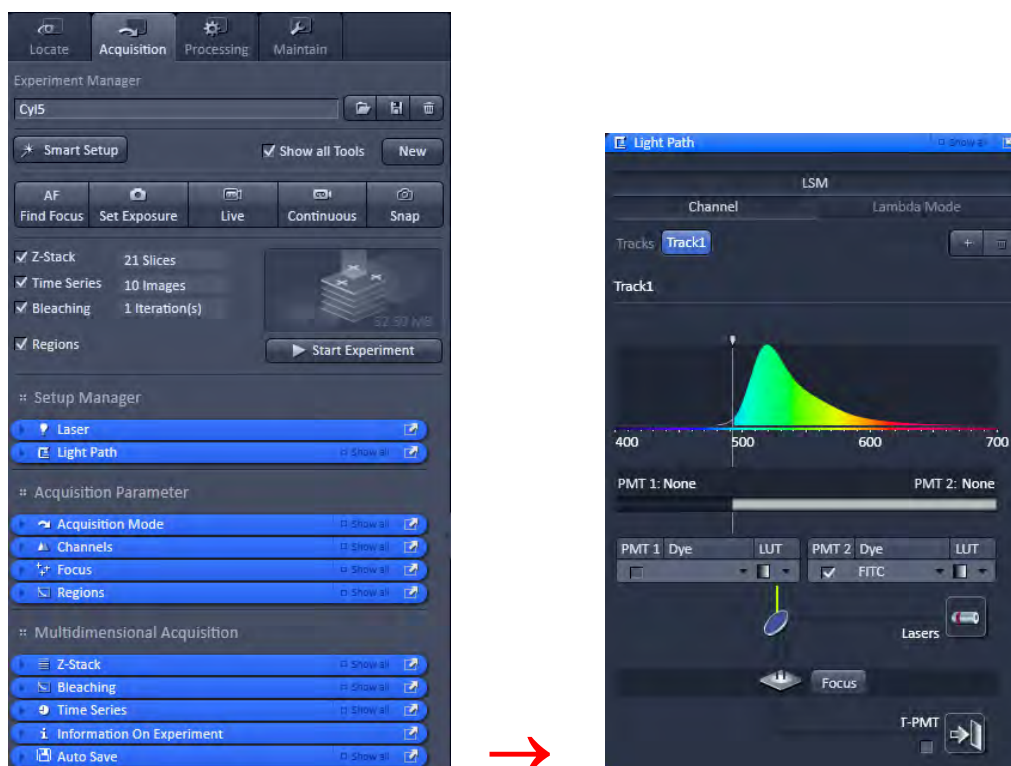 Locate Acquisition Processing Maintain
Experiment Manager
Cyl5
Smart Setup Show all Tools New
AF
Find Focus Set Exposure Live Continuous Snap
Z-Stack 21 Slices
Time Series 10 Images
Bleaching 1 Iteration(s)
52.50 MB
Regions
Start Experiment
Setup Manager
Laser
Light Path Show all
Acquisition Parameter
Acquisition Mode Show all
Channels Show all
Focus Show all
Regions Show all
Multidimensional Acquisition
Z-Stack Show all
Bleaching Show all
Time Series Show all
Information On Experiment
Auto Save Show all
Light Path Show all
LSM
Channel Lambda Mode
Tracks Track1 +
Track1
400 500 600 700
PMT 1: None PMT 2: None
PMT 1 Dye LUT PMT 2 Dye LUT
FITC
Lasers
Focus
T-PMT